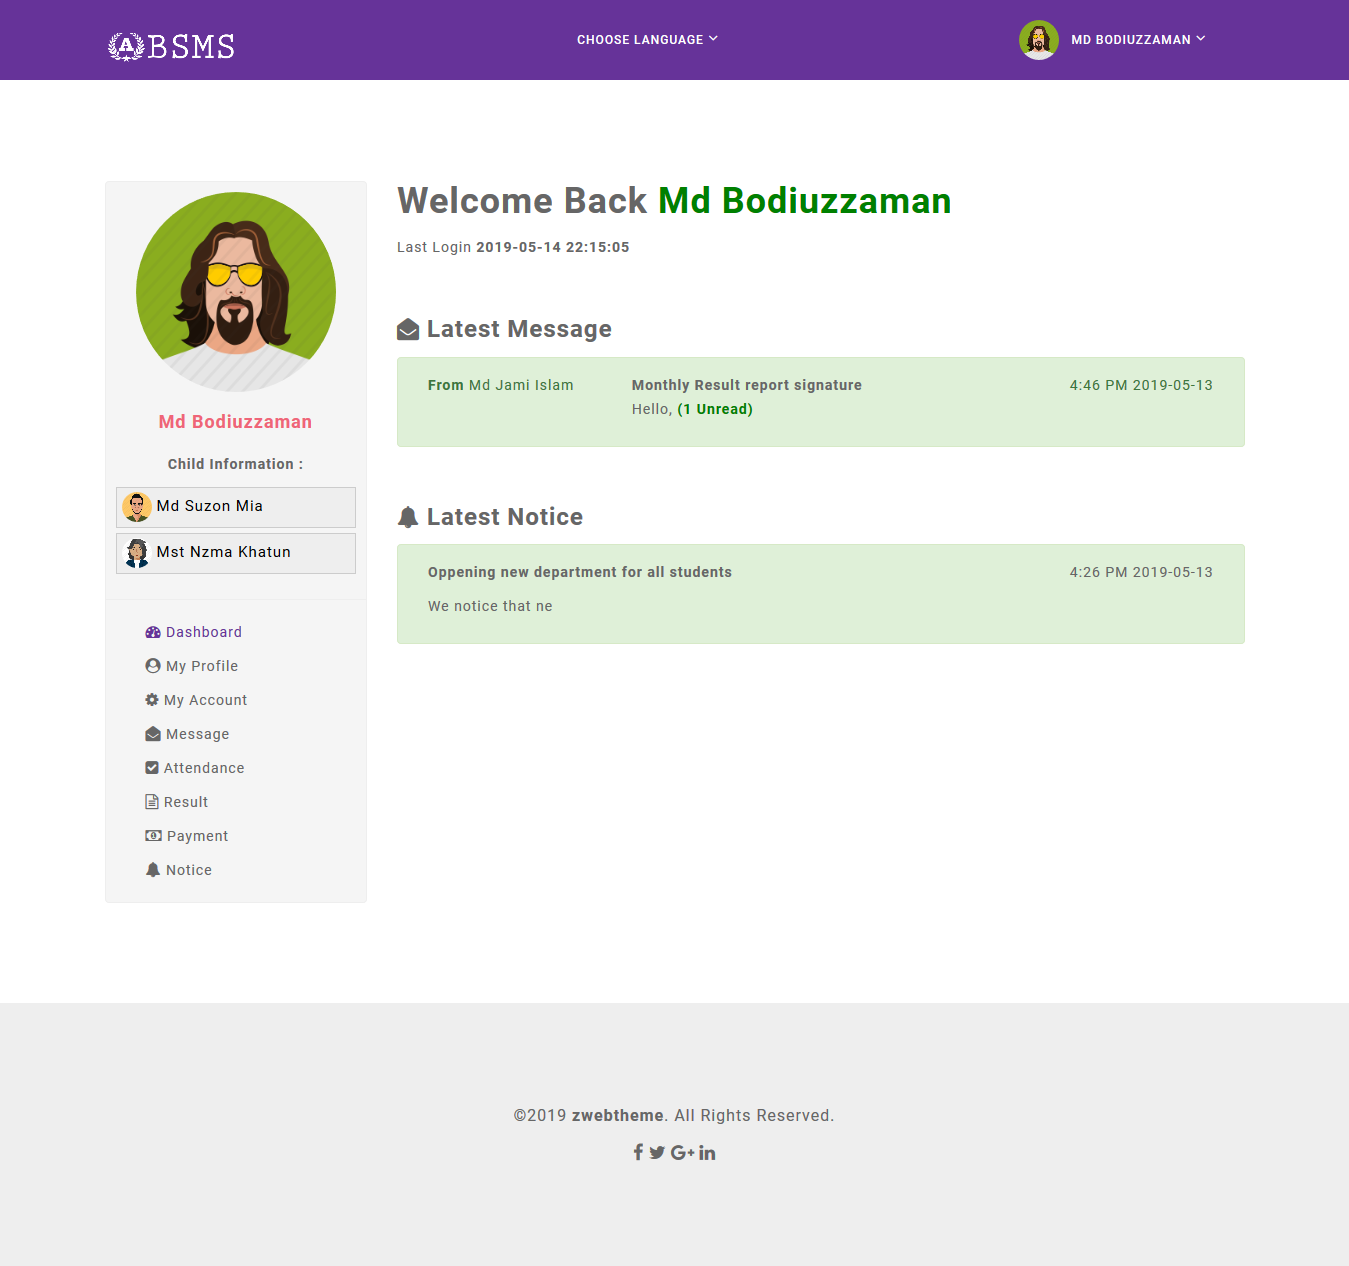 ABSMS
CHOOSE LANGUAGE
MD BODIUZZAMAN
Md Bodiuzzaman
Child Information :
Md Suzon Mia
Mst Nzma Khatun
Dashboard
My Profile
My Account
Message
Attendance
Result
Payment
Notice
Welcome Back Md Bodiuzzaman
Last Login 2019-05-14 22:15:05
Latest Message
From Md Jami Islam
Monthly Result report signature
4:46 PM 2019-05-13
Hello, (1 Unread)
Latest Notice
Oppening new department for all students
4:26 PM 2019-05-13
We notice that ne
©2019 zwebtheme. All Rights Reserved.